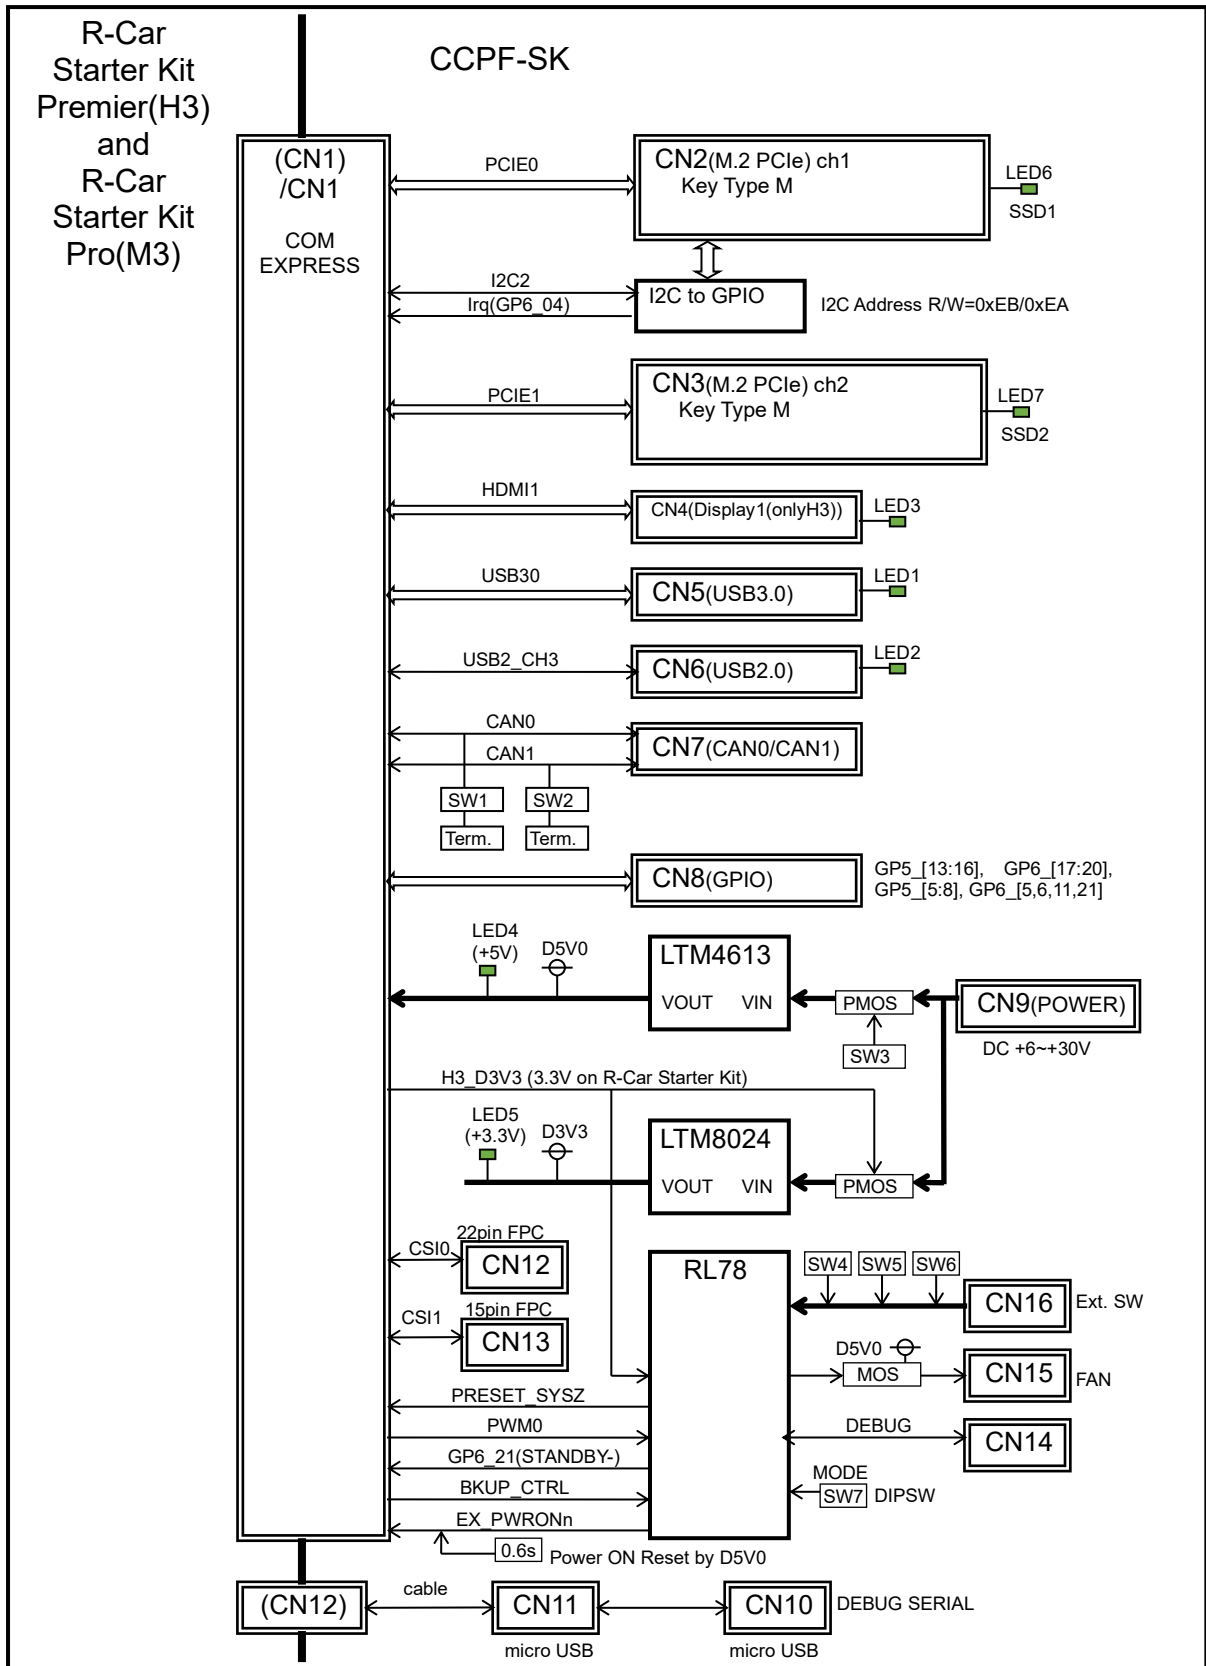 R-Car
Starter Kit
Premier(H3)
and
R-Car
Starter Kit
Pro(M3)
CCPF-SK
(CN1)
/CN1
COM
EXPRESS
PCIE0
CN2(M.2 PCIe) ch1
Key Type M
LED6
SSD1
I2C2
Irq(GP6_04)
I2C to GPIO
I2C Address R/W=0xEB/0xEA
PCIE1
CN3(M.2 PCIe) ch2
Key Type M
LED7
SSD2
HDMI1
CN4(Display1(onlyH3))
LED3
USB30
CN5(USB3.0)
LED1
USB2_CH3
CN6(USB2.0)
LED2
CAN0
CAN1
CN7(CAN0/CAN1)
SW1
SW2
Term.
Term.
CN8(GPIO)
GP5_[13:16], GP6_[17:20],
GP5_[5:8], GP6_[5,6,11,21]
LED4
(+5V)
D5V0
LTM4613
VOUT VIN
PMOS
SW3
CN9(POWER)
DC +6~+30V
H3_D3V3 (3.3V on R-Car Starter Kit)
LED5
(+3.3V)
D3V3
LTM8024
VOUT VIN
PMOS
22pin FPC
CSI0
CN12
15pin FPC
CSI1
CN13
RL78
SW4
SW5
SW6
CN16
Ext. SW
D5V0
MOS
CN15
FAN
PRESET_SYSZ
PWM0
GP6_21(STANDBY-)
BKUP_CTRL
EX_PWRONn
DEBUG
CN14
MODE
SW7
DIPSW
0.6s
Power ON Reset by D5V0
(CN12)
cable
CN11
micro USB
CN10
micro USB
DEBUG SERIAL